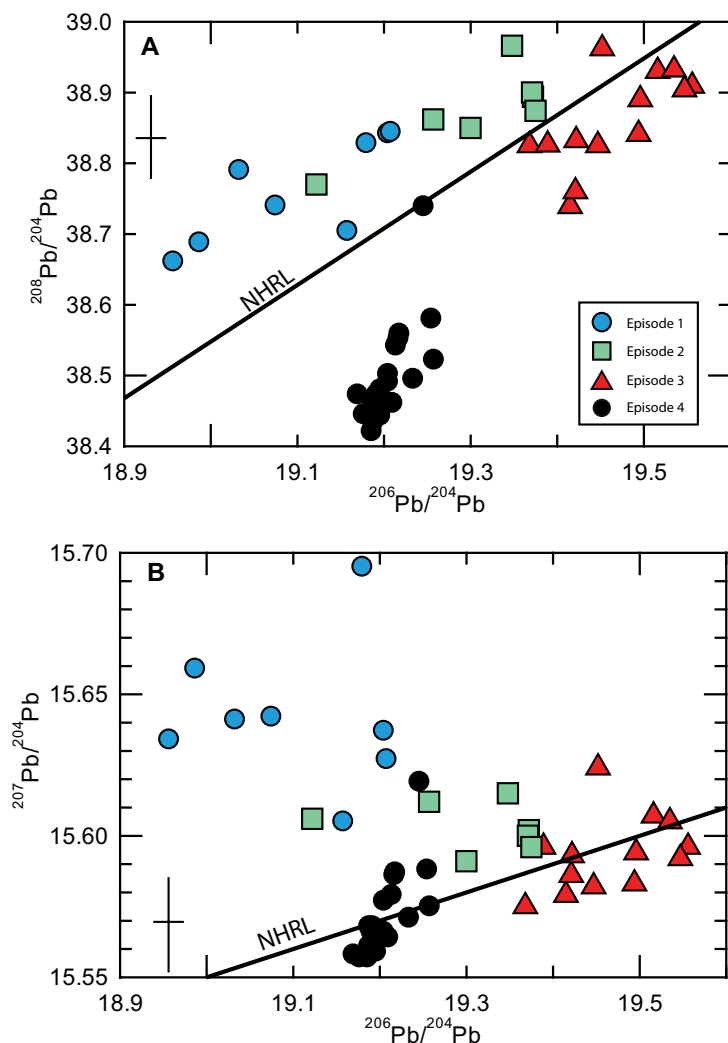 A
39.0
38.9
38.8
38.7
38.6
38.5
38.4
208Pb/204Pb
NHRL
Episode 1
Episode 2
Episode 3
Episode 4
18.9 19.1 19.3 19.5
206Pb/204Pb
B
15.70
15.65
15.60
15.55
207Pb/204Pb
NHRL
18.9 19.1 19.3 19.5
206Pb/204Pb